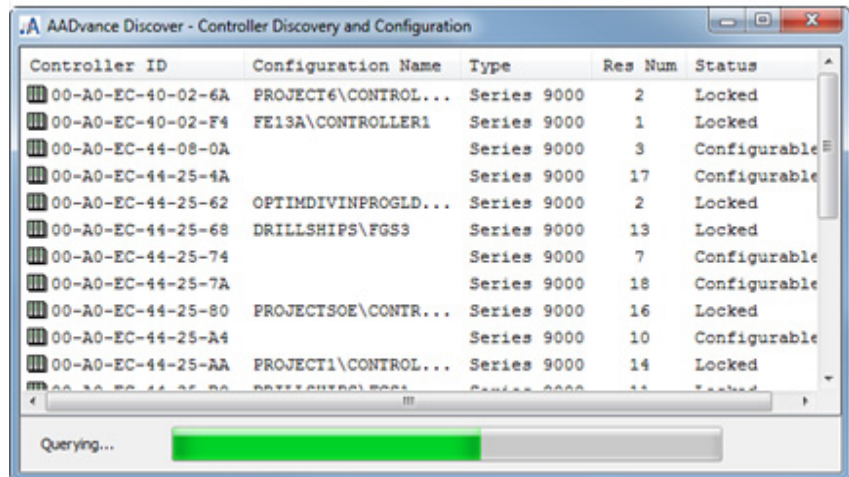 AADvance Discover - Controller Discovery and Configuration
Controller ID Configuration Name Type Res Num Status
00-A0-EC-40-02-6A PROJECT6\CONTROL... Series 9000 2 Locked
00-A0-EC-40-02-F4 FE13A\CONTROLLER1 Series 9000 1 Locked
00-A0-EC-44-08-0A Series 9000 3 Configurable
00-A0-EC-44-25-4A Series 9000 17 Configurable
00-A0-EC-44-25-62 OPTIMDIVINPROGLD... Series 9000 2 Locked
00-A0-EC-44-25-68 DRILLSHIPS\FGS3 Series 9000 13 Locked
00-A0-EC-44-25-74 Series 9000 7 Configurable
00-A0-EC-44-25-7A Series 9000 18 Configurable
00-A0-EC-44-25-80 PROJECTSOE\CONTR... Series 9000 16 Locked
00-A0-EC-44-25-A4 Series 9000 10 Configurable
00-A0-EC-44-25-AA PROJECT1\CONTROL... Series 9000 14 Locked
Querying...